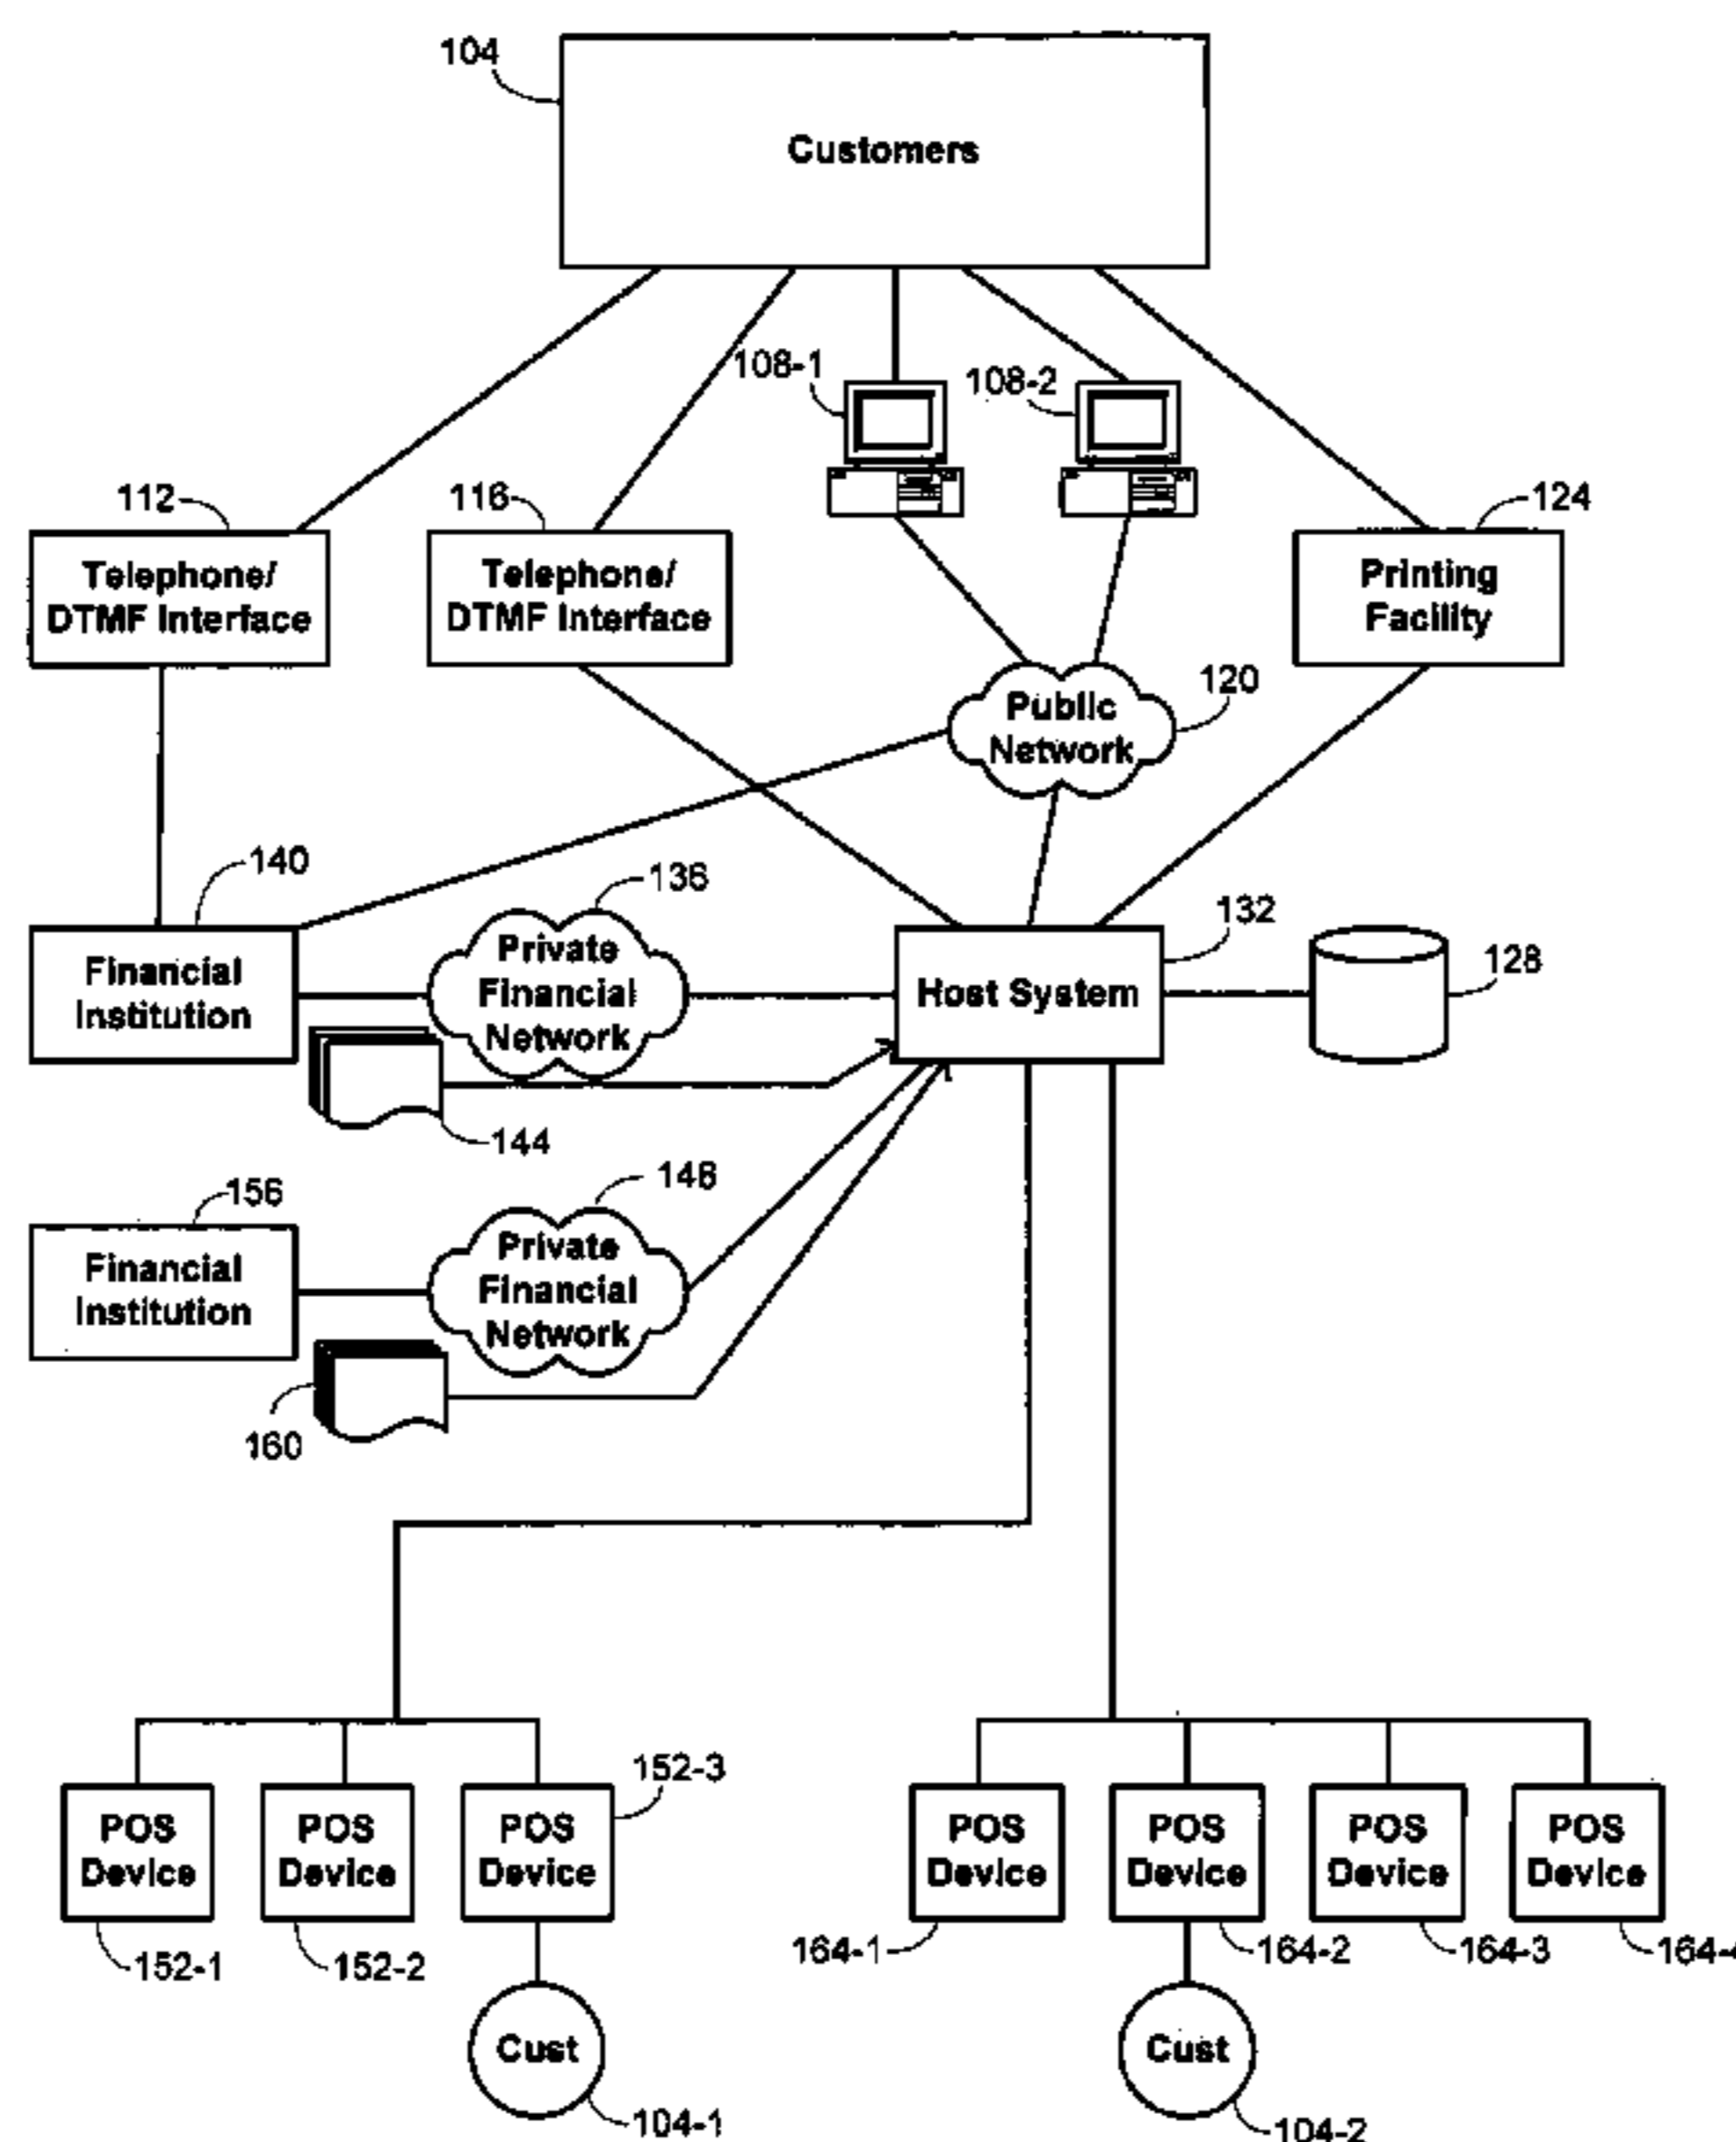 104
Customers
108-1
108-2
112
116
124
Telephone/
DTMF Interface
Telephone/
DTMF Interface
Printing
Facility
Public
Network
120
140
136
132
128
Financial
Institution
Private
Financial
Network
Host System
144
156
148
Financial
Institution
Private
Financial
Network
160
152-3
POS
Device
POS
Device
POS
Device
POS
Device
POS
Device
POS
Device
POS
Device
152-1
152-2
164-1
164-2
164-3
164-4
Cust
Cust
104-1
104-2